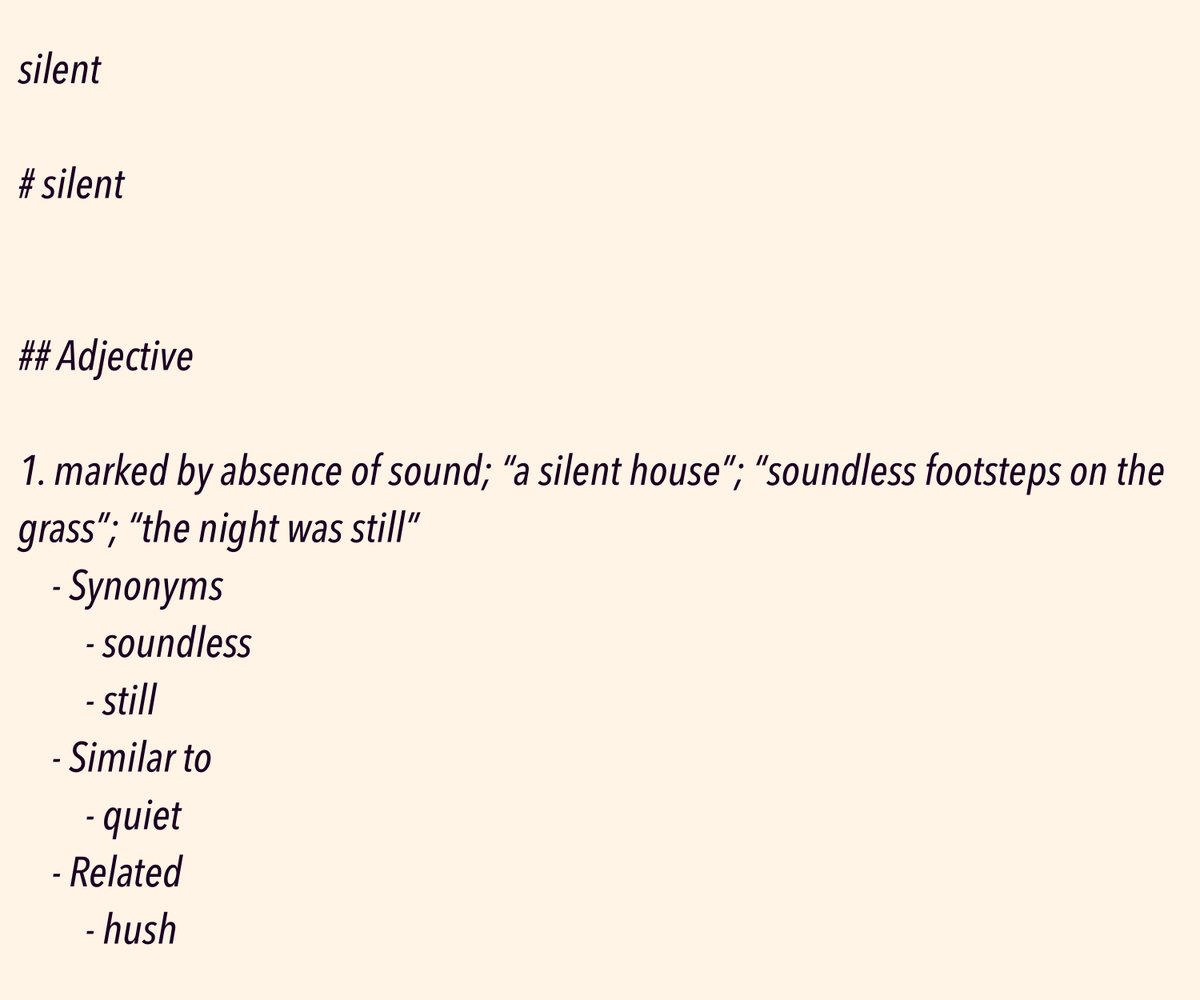 silent
# silent
## Adjective
1. marked by absence of sound; “a silent house”; “soundless footsteps on the
grass”; “the night was still”
- Synonyms
- soundless
- still
- Similar to
- quiet
- Related
- hush